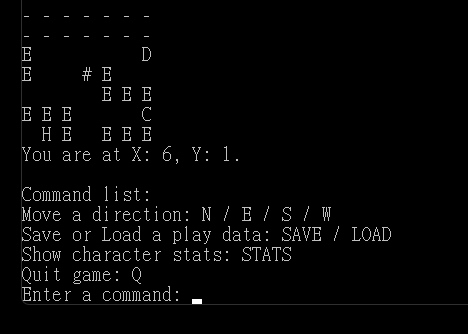 - - - - - - -
- - - - - - -
E           D
E     # E
        E E E
E E E       C
  H E   E E E
You are at X: 6, Y: 1.

Command list:
Move a direction: N / E / S / W
Save or Load a play data: SAVE / LOAD
Show character stats: STATS
Quit game: Q
Enter a command: